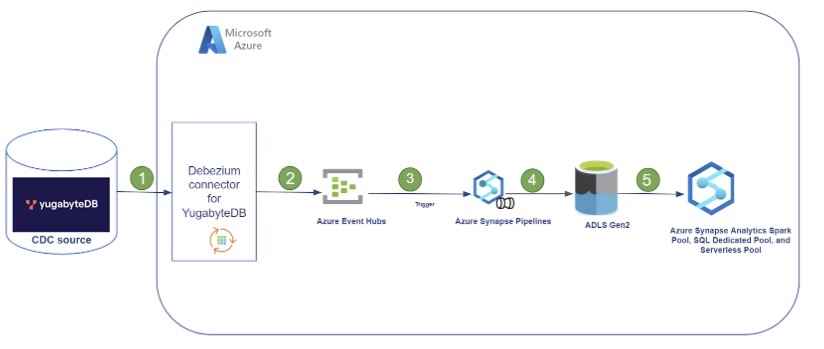 Microsoft
Azure
yugabyteDB
CDC source
1
Debezium
connector
for
YugabyteDB
2
Azure Event Hubs
3
Trigger
Azure Synapse Pipelines
4
ADLS Gen2
5
Azure Synapse Analytics Spark
Pool, SQL Dedicated Pool, and
Serverless Pool